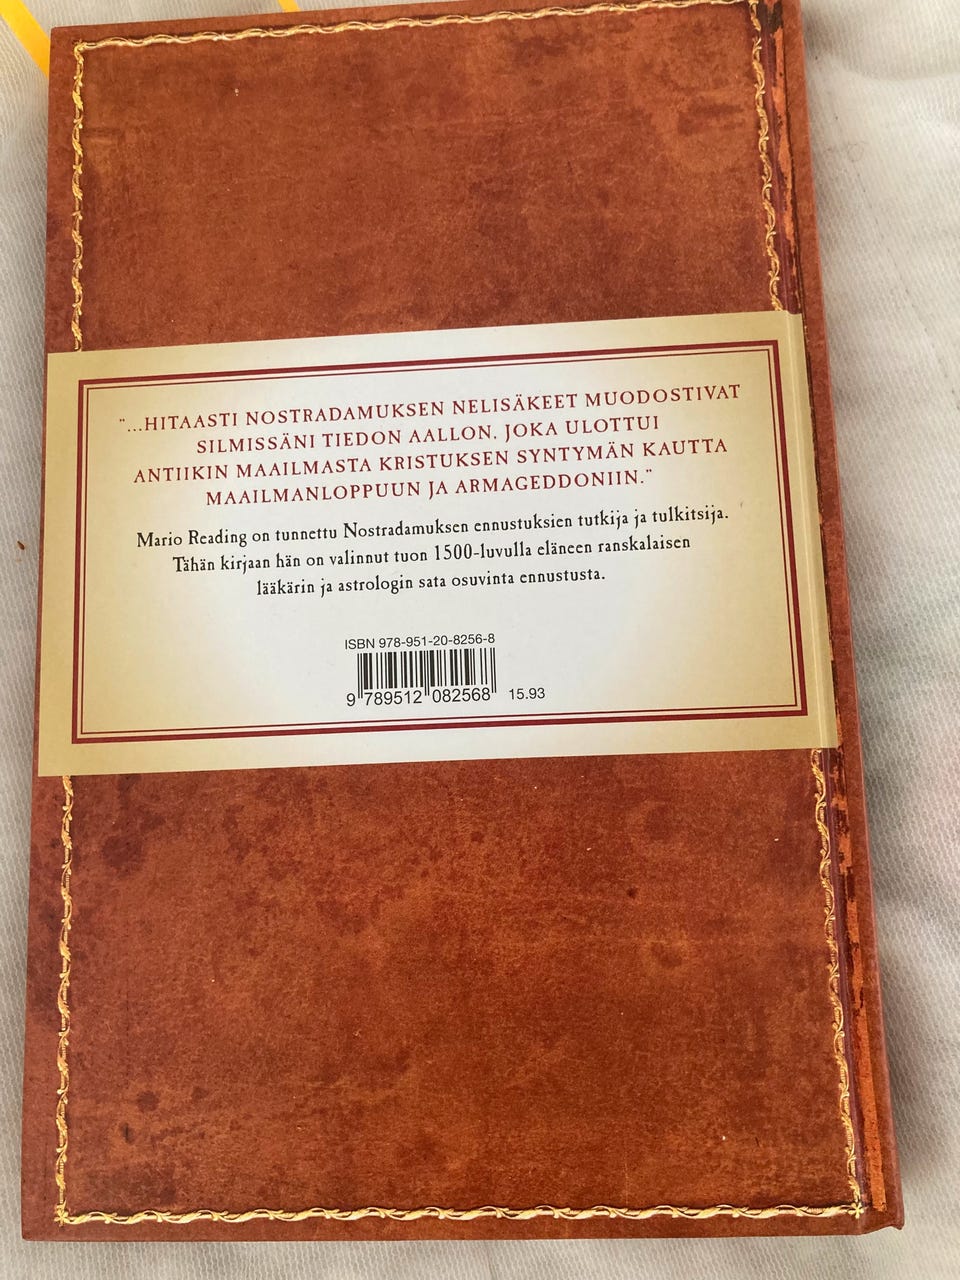 "...HITAASTI NOSTRADAMUKSEN NELISÄKEET MUODOSTIVAT
SILMISSÄNI TIEDON AALLON, JOKA ULOTTUI
ANTIIKIN MAAILMASTA KRISTUKSEN SYNTYMÄN KAUTTA
MAAILMANLOPPUUN JA ARMAGEDDONIIN."
Mario Reading on tunnettu Nostradamuksen ennustuksien tutkija ja tulkitsija.
Tähän kirjaan hän on valinnut tuon 1500-luvulla eläneen ranskalaisen
lääkärin ja astrologin sata osuvinta ennustusta.
ISBN 978-951-20-8256-8
9 789512 082568 15.93